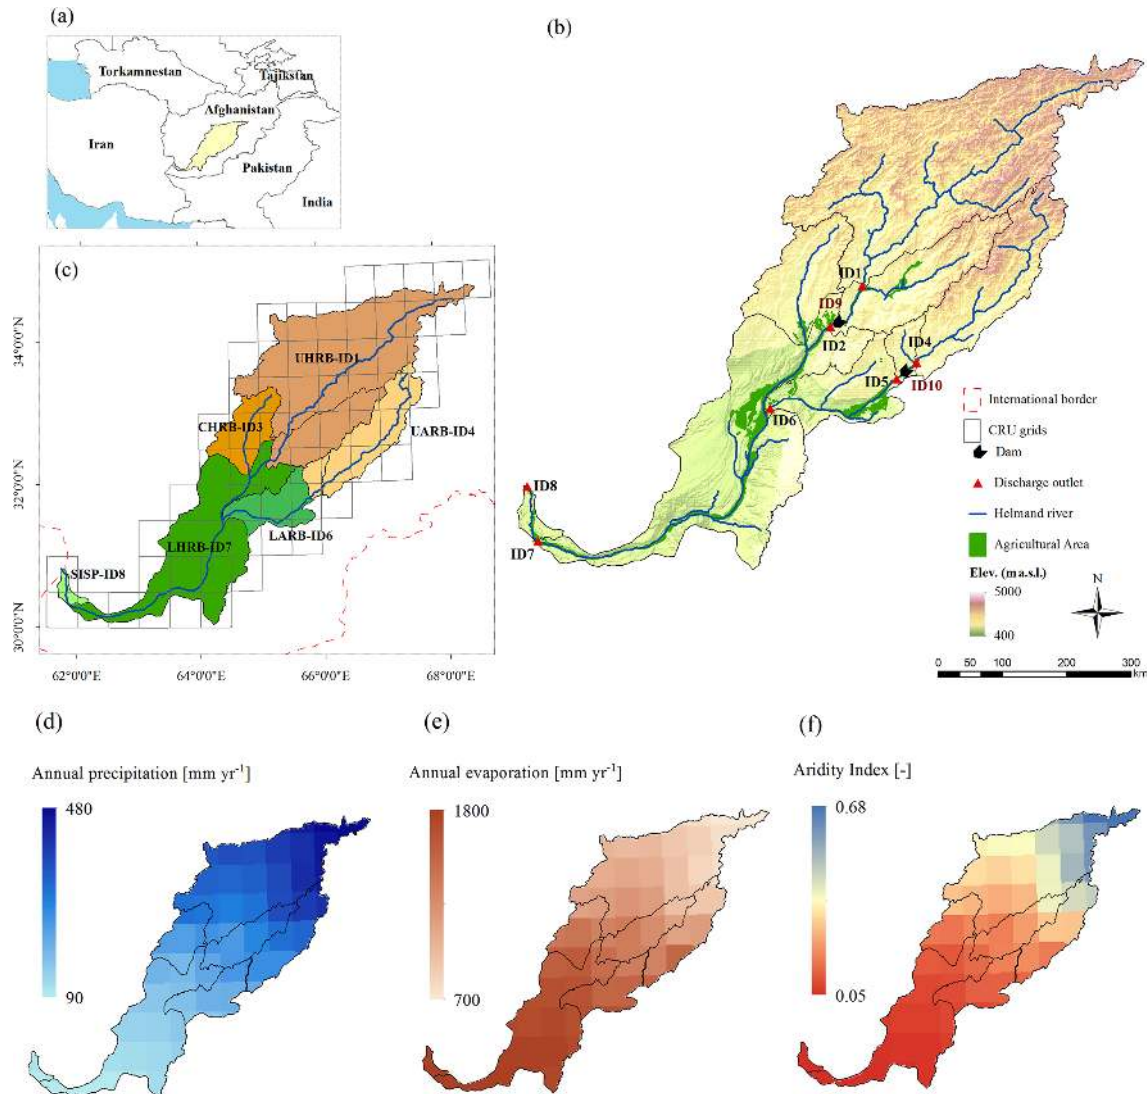 (a)
Torkamnestan
Tajikstan
Afghanistan
Iran
Pakistan
India
(b)
ID1
ID9
ID2
ID4
ID5
ID10
ID6
ID8
ID7
International border
CRU grids
Dam
Discharge outlet
Helmand river
Agricultural Area
Elev. (m a.s.l.)
5000
400
N
0 50 100 200 300
km
(c)
34°0'0"N
32°0'0"N
30°0'0"N
UHRB-ID1
CHRB-ID3
UARB-ID4
LARB-ID6
LHRB-ID7
SISP-ID8
62°0'0"E 64°0'0"E 66°0'0"E 68°0'0"E
(d)
Annual precipitation [mm yr⁻¹]
480
90
(e)
Annual evaporation [mm yr⁻¹]
1800
700
(f)
Aridity Index [-]
0.68
0.05